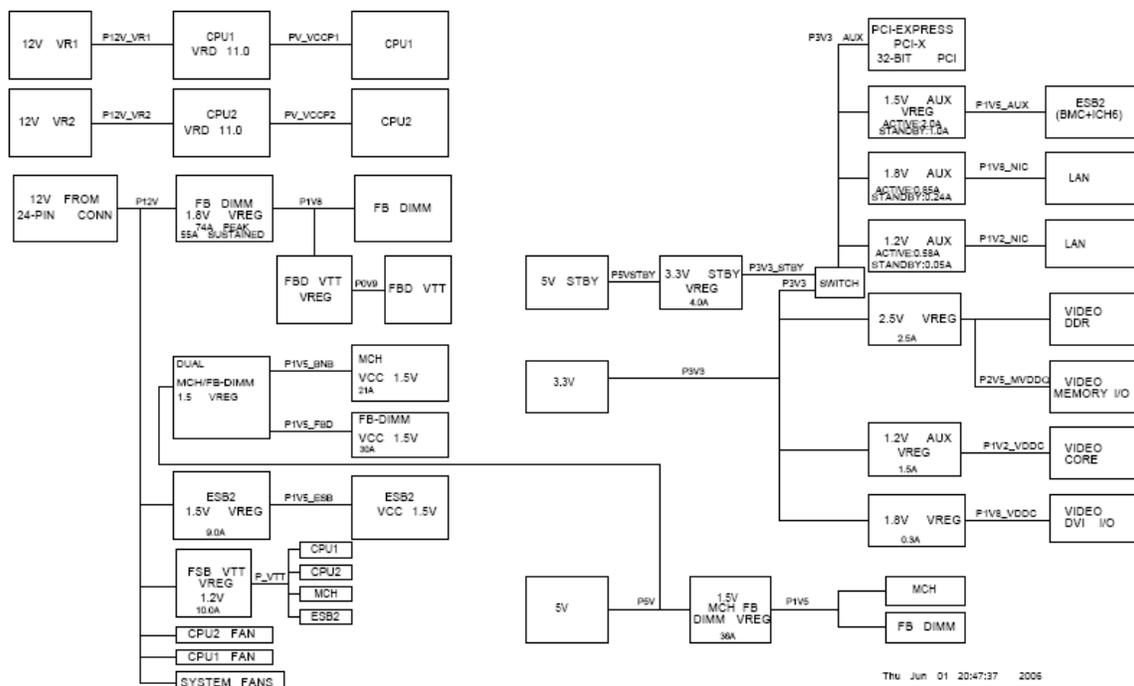 12V VR1
P12V_VR1
CPU1
VRD 11.0
PV_VCCP1
CPU1
12V VR2
P12V_VR2
CPU2
VRD 11.0
PV_VCCP2
CPU2
12V FROM
24-PIN CONN
P12V
FB DIMM
1.8V VREG
74A PEAK
55A SUSTAINED
P1V8
FB DIMM
FBD VTT
VREG
P0V9
FBD VTT
DUAL
MCH/FB-DIMM
1.5 VREG
P1V5_BNB
MCH
VCC 1.5V
21A
P1V5_FBD
FB-DIMM
VCC 1.5V
30A
ESB2
1.5V VREG
9.0A
P1V5_ESB
ESB2
VCC 1.5V
FSB VTT
VREG
1.2V
10.0A
P_VTT
CPU1
CPU2
MCH
ESB2
CPU2 FAN
CPU1 FAN
SYSTEM FANS
P3V3 AUX
PCI-EXPRESS
PCI-X
32-BIT PCI
1.5V AUX
VREG
ACTIVE:2.0A
STANDBY:1.0A
P1V5_AUX
ESB2
(BMC+ICH6)
1.8V AUX
ACTIVE:0.85A
STANDBY:0.24A
P1V8_NIC
LAN
1.2V AUX
ACTIVE:0.58A
STANDBY:0.05A
P1V2_NIC
LAN
5V STBY
P5VSTBY
3.3V STBY
VREG
4.0A
P3V3_STBY
P3V3
SWITCH
2.5V VREG
2.5A
VIDEO
DDR
3.3V
P3V3
P2V5_MVDDQ
VIDEO
MEMORY I/O
1.2V AUX
VREG
1.5A
P1V2_VDDC
VIDEO
CORE
1.8V VREG
0.3A
P1V8_VDDC
VIDEO
DVI I/O
5V
P5V
1.5V
MCH FB
DIMM VREG
36A
P1V5
MCH
FB DIMM
Thu Jun 01 20:47:37 2006